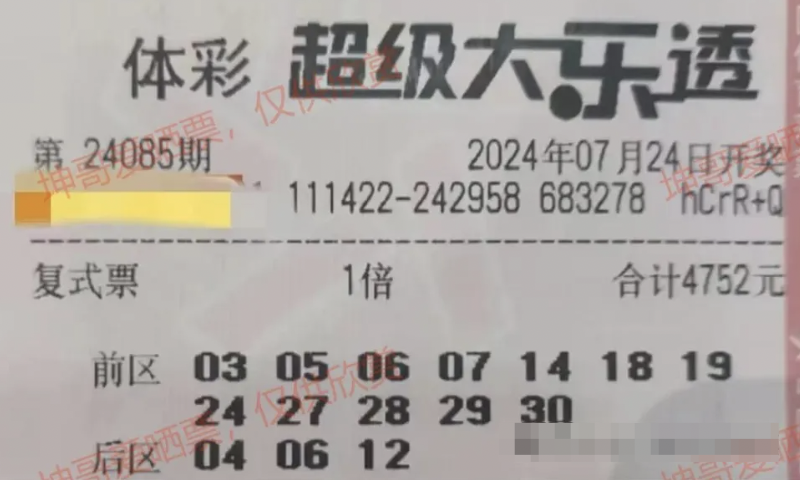 体彩 超级大乐透
第 24085期 2024年07月24日开奖
111422-242958 683278 hCrR+Q
复式票 1倍 合计4752元
前区 03 05 06 07 14 18 19
24 27 28 29 30
后区 04 06 12
坤哥爱晒票，仅供欣赏
坤哥爱晒票
坤哥爱晒票，仅供欣赏
坤哥爱晒票